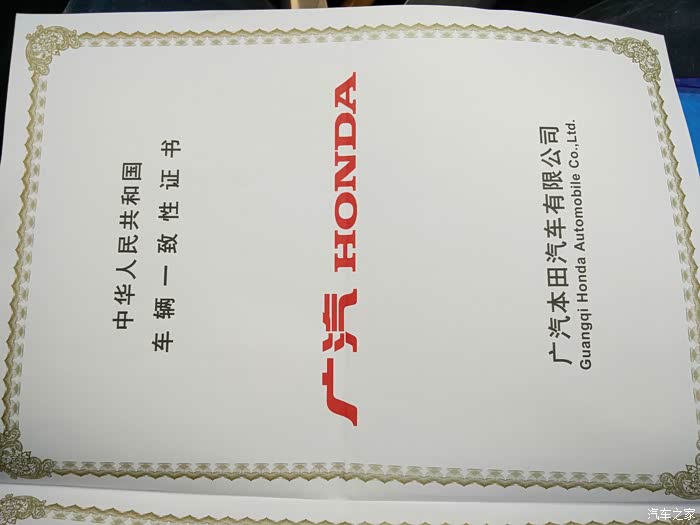 中华人民共和国
车辆一致性证书
广汽 HONDA
广汽本田汽车有限公司
Guangqi Honda Automobile Co.,Ltd.
汽车之家